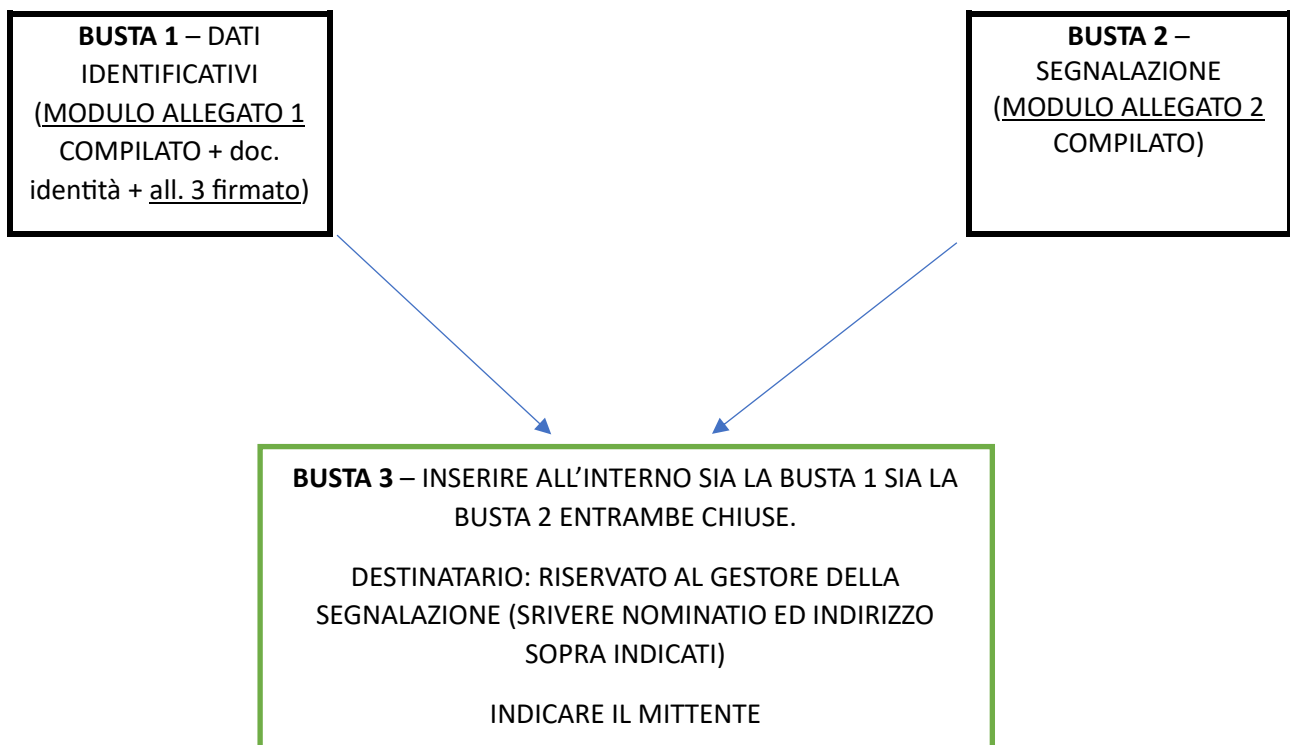 BUSTA 1 – DATI
IDENTIFICATIVI
(MODULO ALLEGATO 1
COMPILATO + doc.
identità + all. 3 firmato)
BUSTA 2 –
SEGNALAZIONE
(MODULO ALLEGATO 2
COMPILATO)
BUSTA 3 – INSERIRE ALL’INTERNO SIA LA BUSTA 1 SIA LA
BUSTA 2 ENTRAMBE CHIUSE.
DESTINATARIO: RISERVATO AL GESTORE DELLA
SEGNALAZIONE (SRIVERE NOMINATIO ED INDIRIZZO
SOPRA INDICATI)
INDICARE IL MITTENTE